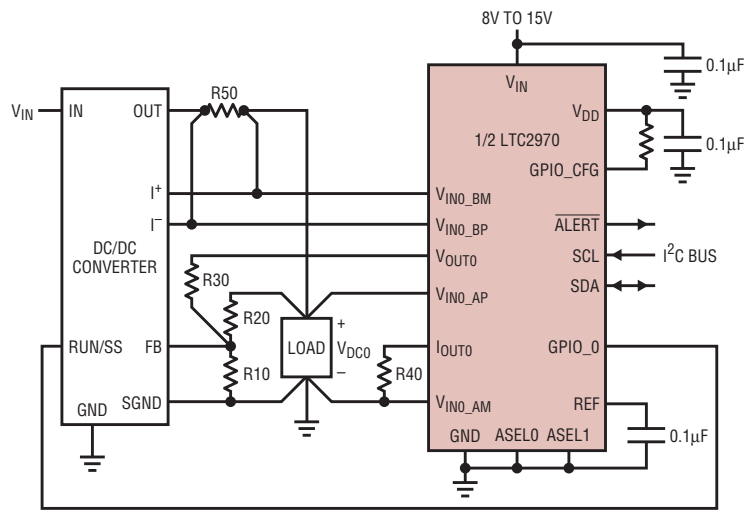 8V TO 15V
0.1µF
R50
V_IN
IN
OUT
V_IN
V_DD
0.1µF
1/2 LTC2970
GPIO_CFG
I+
V_IN0_BM
I–
V_IN0_BP
ALERT
DC/DC
CONVERTER
V_OUT0
SCL
I2C BUS
R30
SDA
V_IN0_AP
R20
+
RUN/SS
FB
LOAD
V_DC0
I_OUT0
GPIO_0
R10
–
R40
SGND
V_IN0_AM
REF
GND
0.1µF
GND
ASEL0
ASEL1